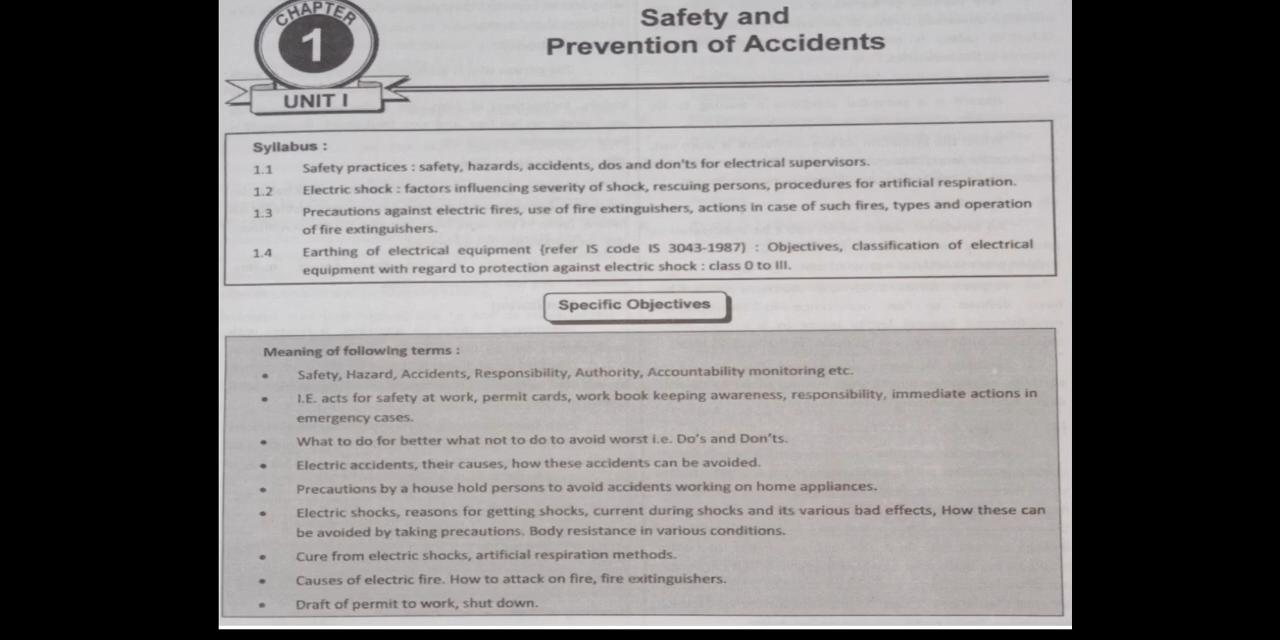 CHAPTER
1
UNIT I
Safety and
Prevention of Accidents
Syllabus :
1.1 Safety practices : safety, hazards, accidents, dos and don'ts for electrical supervisors.
1.2 Electric shock : factors influencing severity of shock, rescuing persons, procedures for artificial respiration.
1.3 Precautions against electric fires, use of fire extinguishers, actions in case of such fires, types and operation
of fire extinguishers.
1.4 Earthing of electrical equipment (refer IS code IS 3043-1987) : Objectives, classification of electrical
equipment with regard to protection against electric shock : class 0 to III.
Specific Objectives
Meaning of following terms :
• Safety, Hazard, Accidents, Responsibility, Authority, Accountability monitoring etc.
• I.E. acts for safety at work, permit cards, work book keeping awareness, responsibility, immediate actions in
emergency cases.
• What to do for better what not to do to avoid worst i.e. Do's and Don'ts.
• Electric accidents, their causes, how these accidents can be avoided.
• Precautions by a house hold persons to avoid accidents working on home appliances.
• Electric shocks, reasons for getting shocks, current during shocks and its various bad effects, How these can
be avoided by taking precautions. Body resistance in various conditions.
• Cure from electric shocks, artificial respiration methods.
• Causes of electric fire. How to attack on fire, fire exitinguishers.
• Draft of permit to work, shut down.